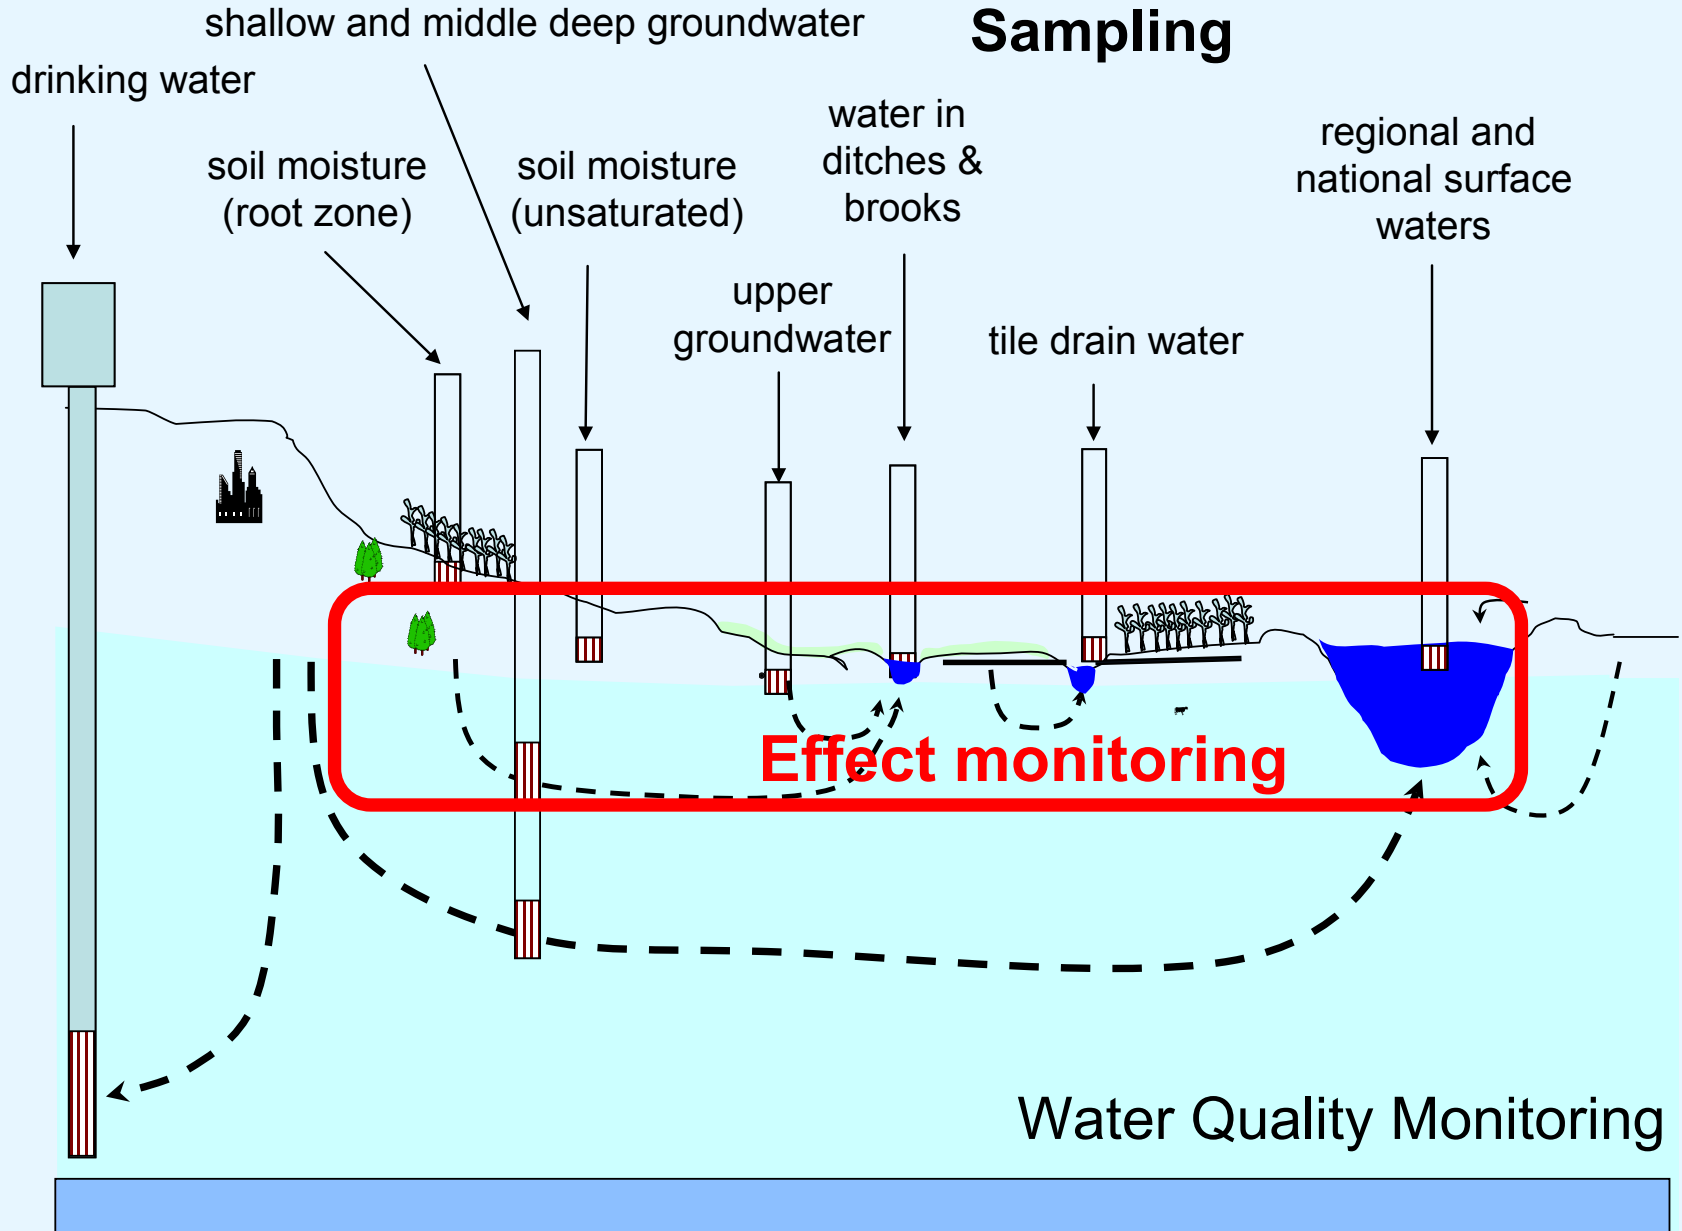 shallow and middle deep groundwater
Sampling
drinking water
soil moisture
(root zone)
soil moisture
(unsaturated)
water in
ditches &
brooks
regional and
national surface
waters
upper
groundwater
tile drain water
Effect monitoring
Water Quality Monitoring